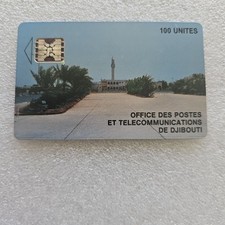 100 UNITES
OFFICE DES POSTES
ET TELECOMMUNICATIONS
DE DJIBOUTI